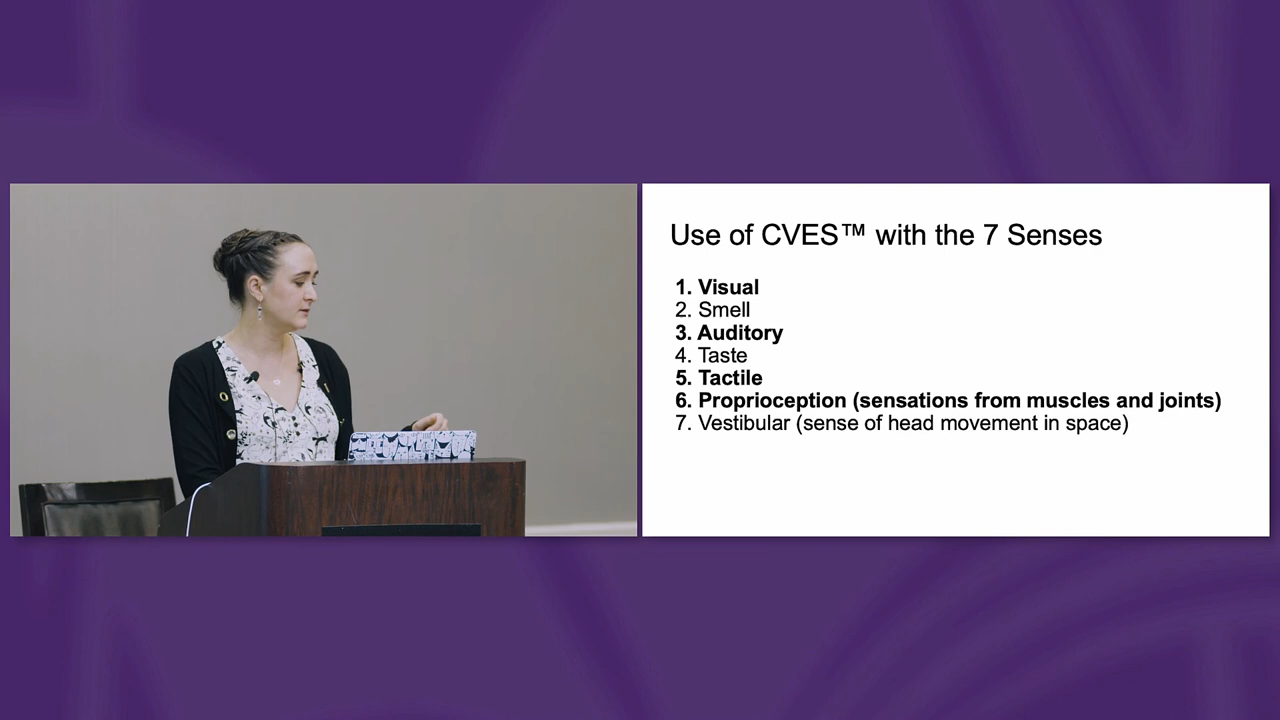 Use of CVES™ with the 7 Senses
1. Visual
2. Smell
3. Auditory
4. Taste
5. Tactile
6. Proprioception (sensations from muscles and joints)
7. Vestibular (sense of head movement in space)